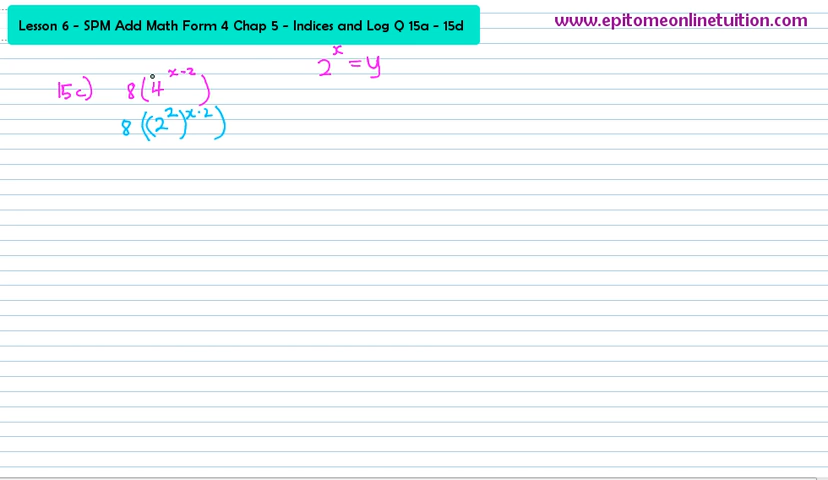 Lesson 6 - SPM Add Math Form 4 Chap 5 - Indices and Log Q 15a - 15d
www.epitomeonlinetuition.com
15c) 8(4^{x-2}) 2^x = y
8((2^2)^{x-2})